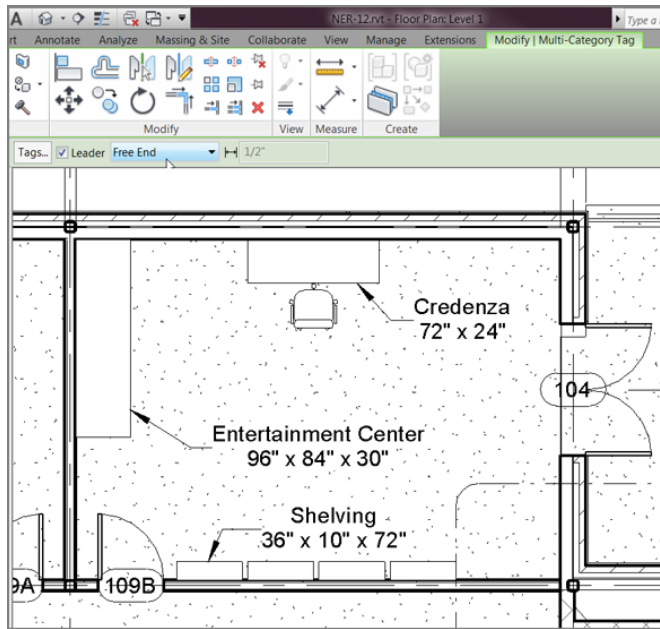 NER-12.rvt - Floor Plan: Level 1
Type a
rt Annotate Analyze Massing & Site Collaborate View Manage Extensions Modify | Multi-Category Tag
Modify View Measure Create
Tags... Leader Free End 1/2"
Credenza
72" x 24"
104
Entertainment Center
96" x 84" x 30"
Shelving
36" x 10" x 72"
9A 109B